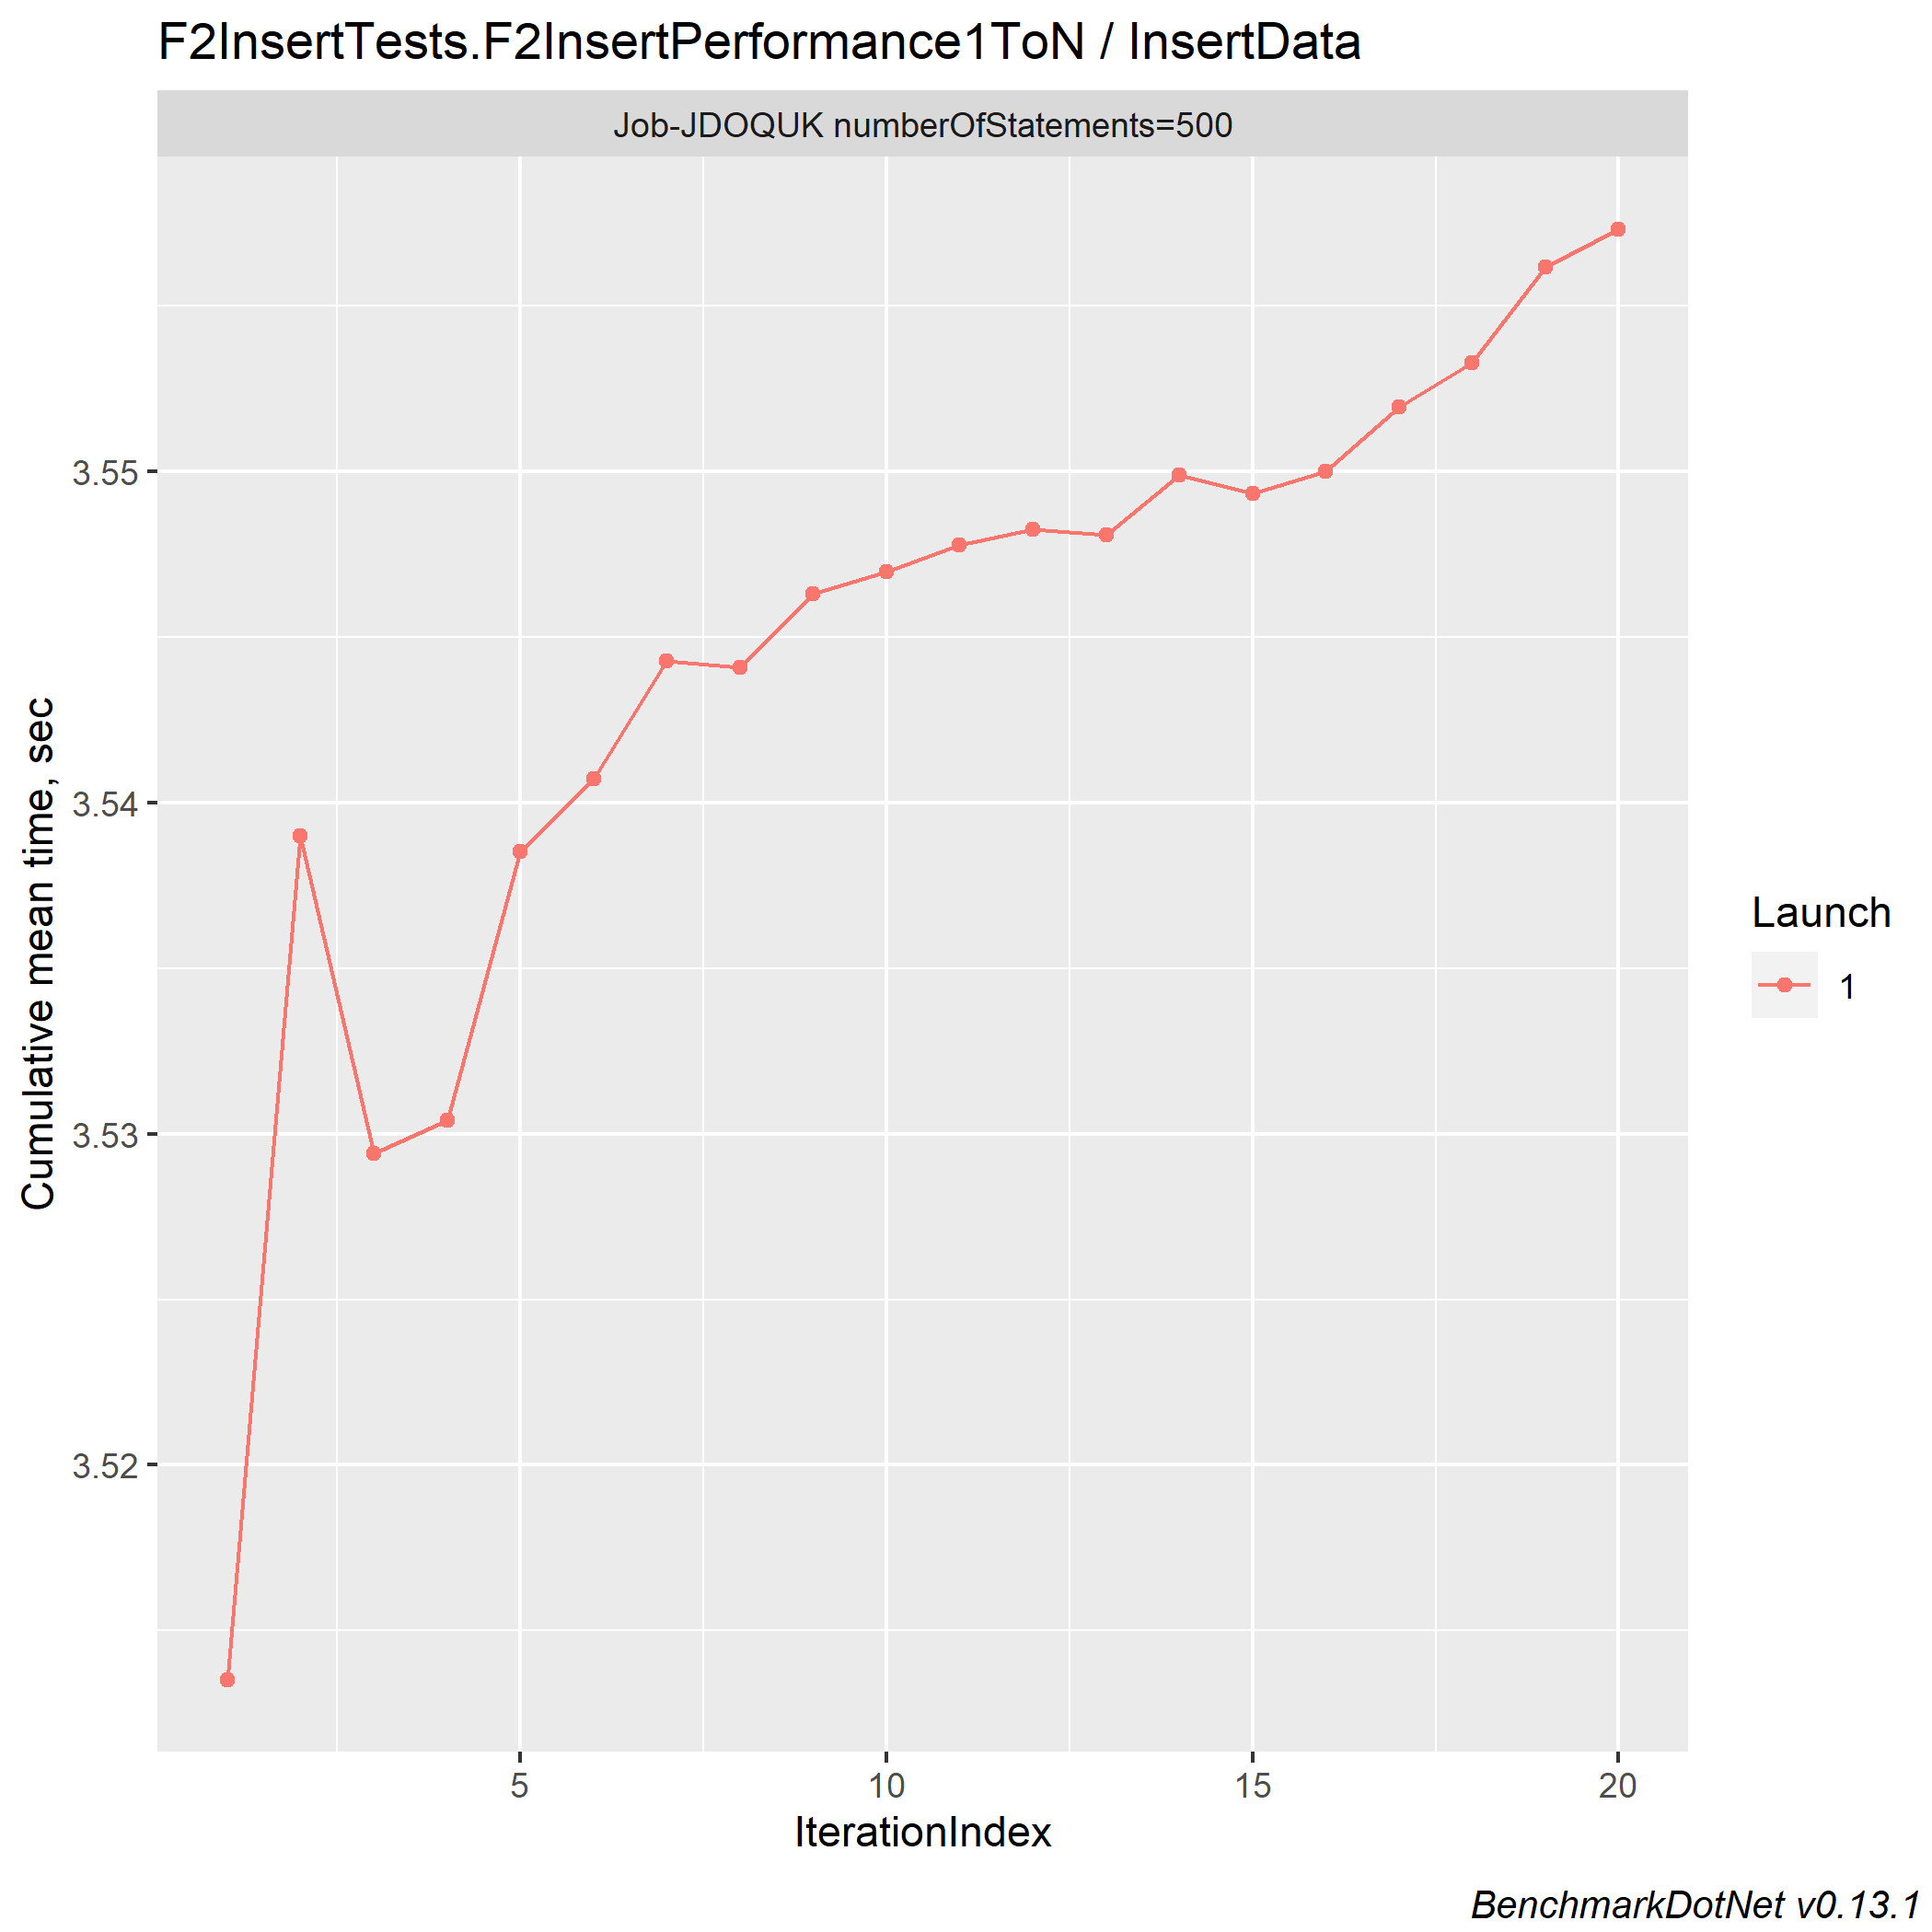 F2InsertTests.F2InsertPerformance1ToN / InsertData
Job-JDOQUK numberOfStatements=500
Cumulative mean time, sec
3.55
3.54
3.53
3.52
5
10
15
20
IterationIndex
Launch
1
BenchmarkDotNet v0.13.1